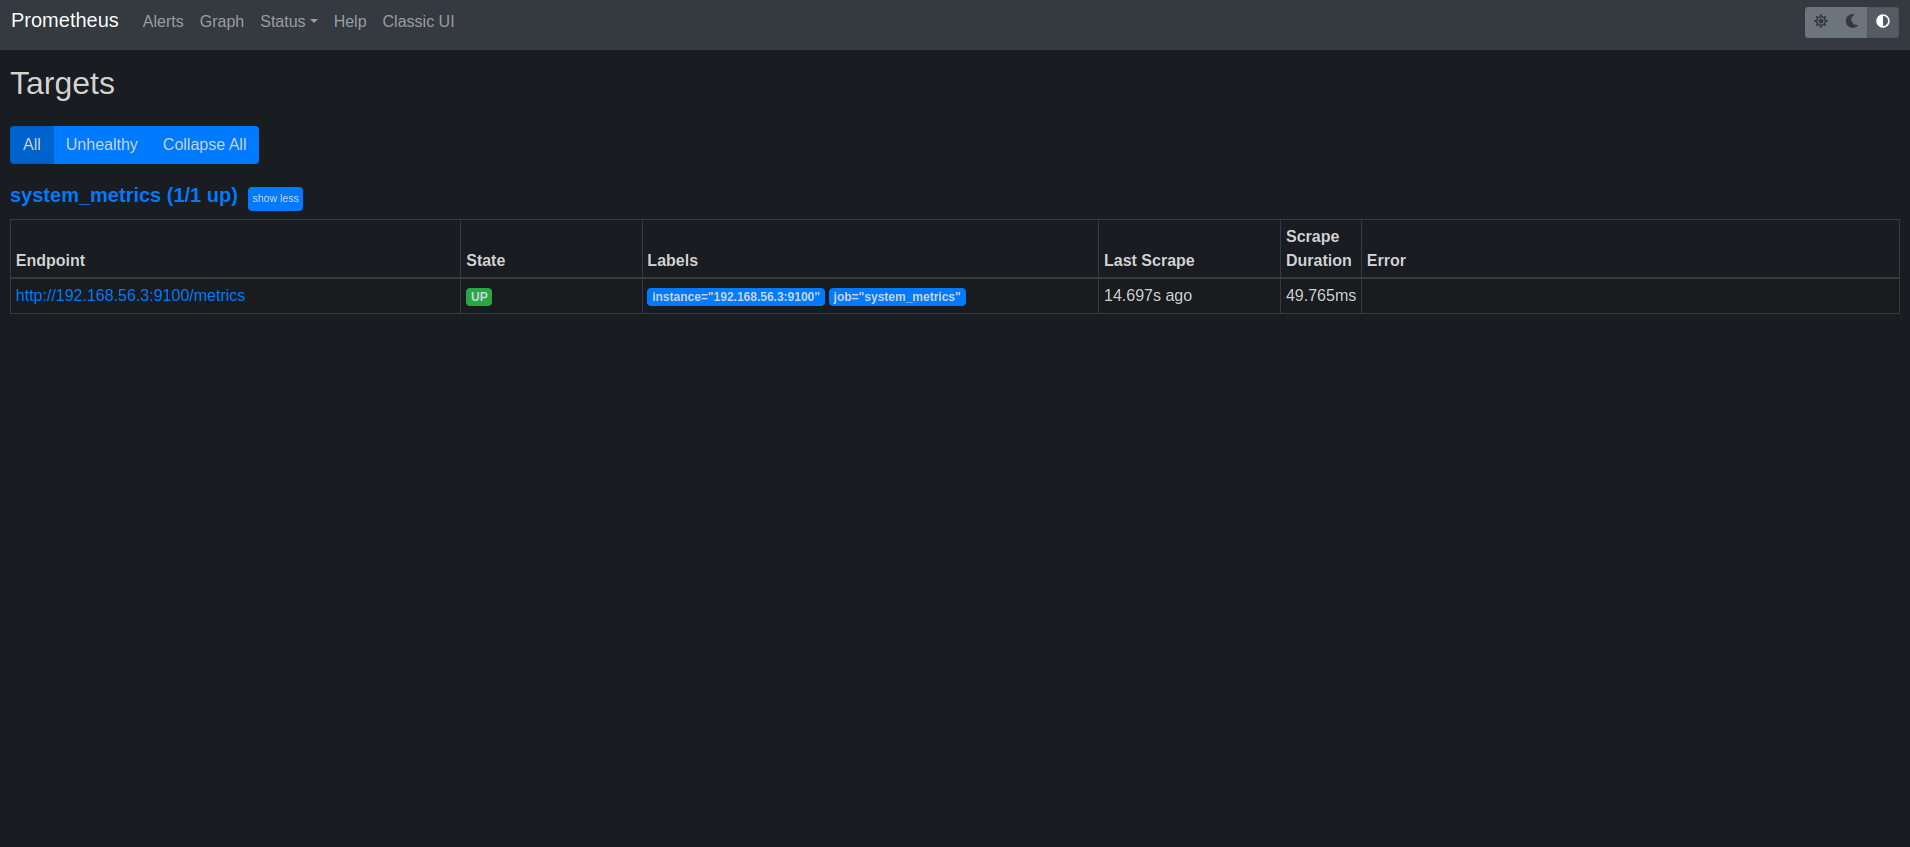 Prometheus Alerts Graph Status Help Classic UI
Targets
All Unhealthy Collapse All
system_metrics (1/1 up) show less
Endpoint State Labels Last Scrape Scrape Duration Error
http://192.168.56.3:9100/metrics UP instance="192.168.56.3:9100" job="system_metrics" 14.697s ago 49.765ms